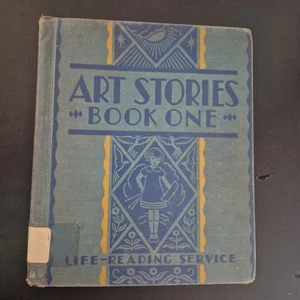 ART STORIES
BOOK ONE
LIFE-READING SERVICE